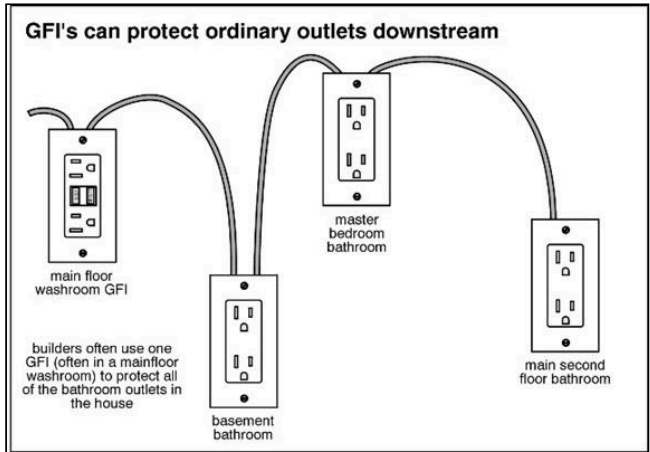 GFI's can protect ordinary outlets downstream
main floor
washroom GFI
master
bedroom
bathroom
builders often use one
GFI (often in a mainfloor
washroom) to protect all
of the bathroom outlets in
the house
basement
bathroom
main second
floor bathroom